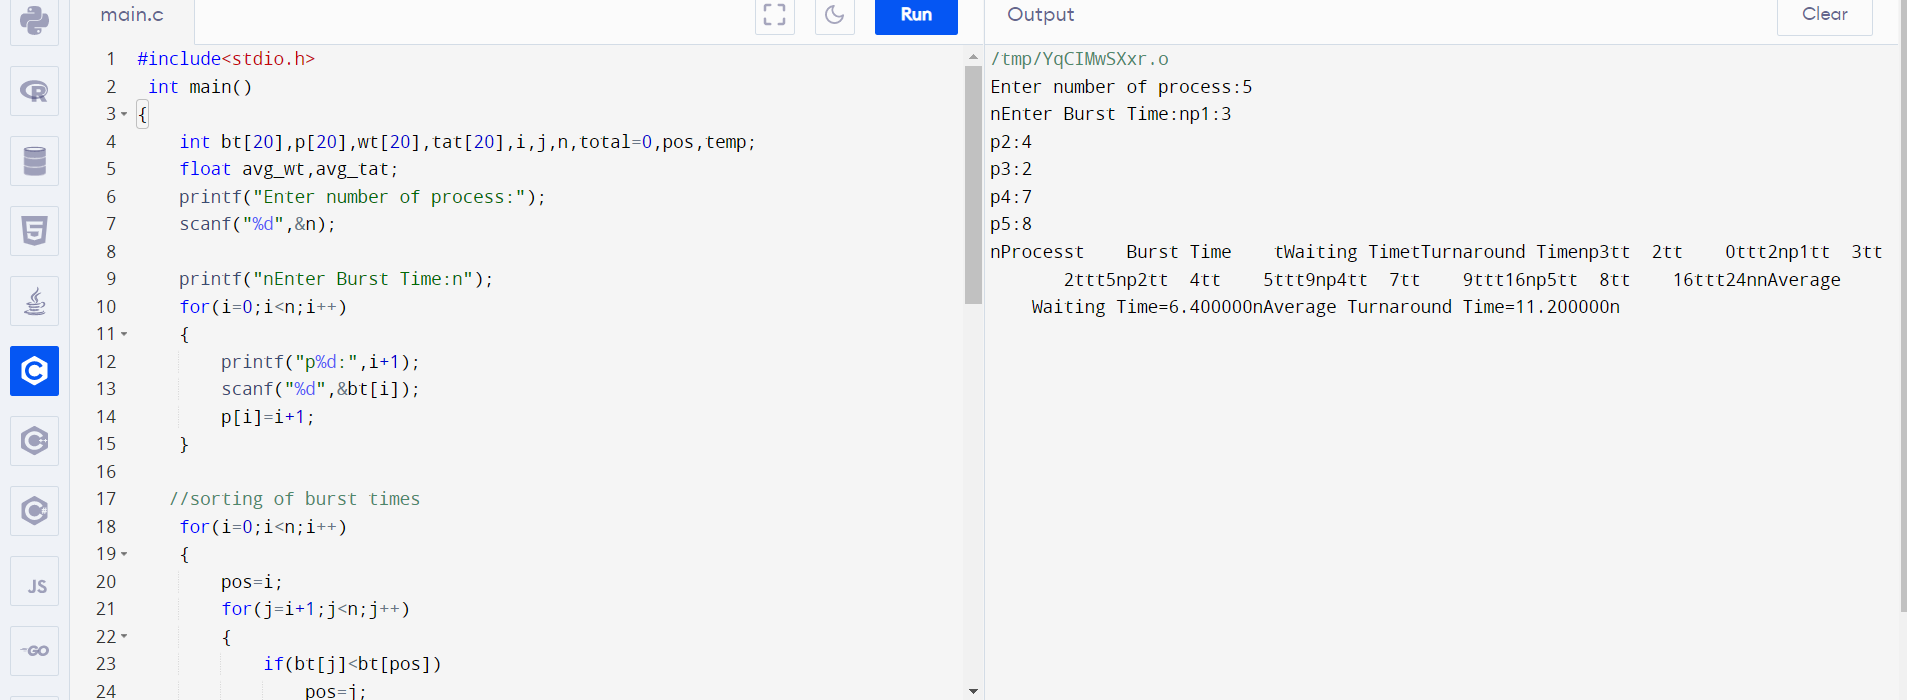 main.c
Run
Output
Clear
1 #include<stdio.h>
2 int main()
3 {
4 int bt[20],p[20],wt[20],tat[20],i,j,n,total=0,pos,temp;
5 float avg_wt,avg_tat;
6 printf("Enter number of process:");
7 scanf("%d",&n);
8
9 printf("nEnter Burst Time:n");
10 for(i=0;i<n;i++)
11 {
12 printf("p%d:",i+1);
13 scanf("%d",&bt[i]);
14 p[i]=i+1;
15 }
16
17 //sorting of burst times
18 for(i=0;i<n;i++)
19 {
20 pos=i;
21 for(j=i+1;j<n;j++)
22 {
23 if(bt[j]<bt[pos])
24 pos=j;
/tmp/YqCIMwSXxr.o
Enter number of process:5
nEnter Burst Time:np1:3
p2:4
p3:2
p4:7
p5:8
nProcesst    Burst Time    tWaiting TimetTurnaround Timenp3tt  2tt    0ttt2np1tt  3tt
2ttt5np2tt  4tt    5ttt9np4tt  7tt    9ttt16np5tt  8tt    16ttt24nnAverage
Waiting Time=6.400000nAverage Turnaround Time=11.200000n
R
5
C
C++
C#
JS
GO